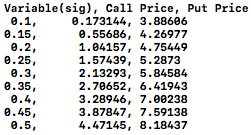 Variable(sig), Call Price, Put Price
0.1, 0.173144, 3.88606
0.15, 0.55686, 4.26977
0.2, 1.04157, 4.75449
0.25, 1.57439, 5.2873
0.3, 2.13293, 5.84584
0.35, 2.70652, 6.41943
0.4, 3.28946, 7.00238
0.45, 3.87847, 7.59138
0.5, 4.47145, 8.18437